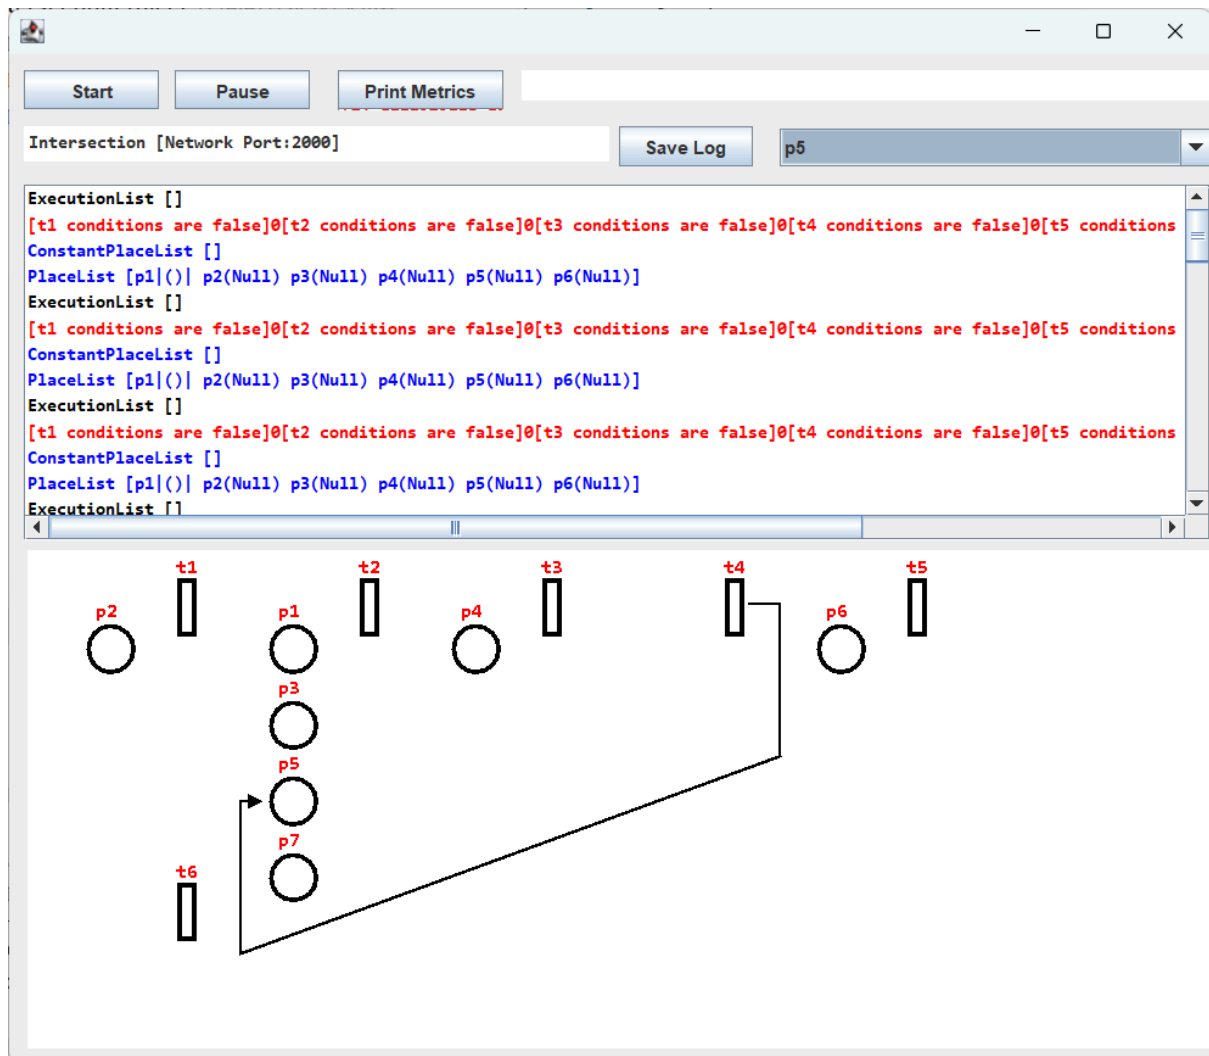 Start Pause Print Metrics
Intersection [Network Port:2000] Save Log p5
ExecutionList []
[t1 conditions are false]0[t2 conditions are false]0[t3 conditions are false]0[t4 conditions are false]0[t5 conditions
ConstantPlaceList []
PlaceList [p1|()| p2(Null) p3(Null) p4(Null) p5(Null) p6(Null)]
ExecutionList []
[t1 conditions are false]0[t2 conditions are false]0[t3 conditions are false]0[t4 conditions are false]0[t5 conditions
ConstantPlaceList []
PlaceList [p1|()| p2(Null) p3(Null) p4(Null) p5(Null) p6(Null)]
ExecutionList []
[t1 conditions are false]0[t2 conditions are false]0[t3 conditions are false]0[t4 conditions are false]0[t5 conditions
ConstantPlaceList []
PlaceList [p1|()| p2(Null) p3(Null) p4(Null) p5(Null) p6(Null)]
ExecutionList []
t1 t2 t3 t4 t5
p2 p1 p4 p6
p3
p5
p7
t6